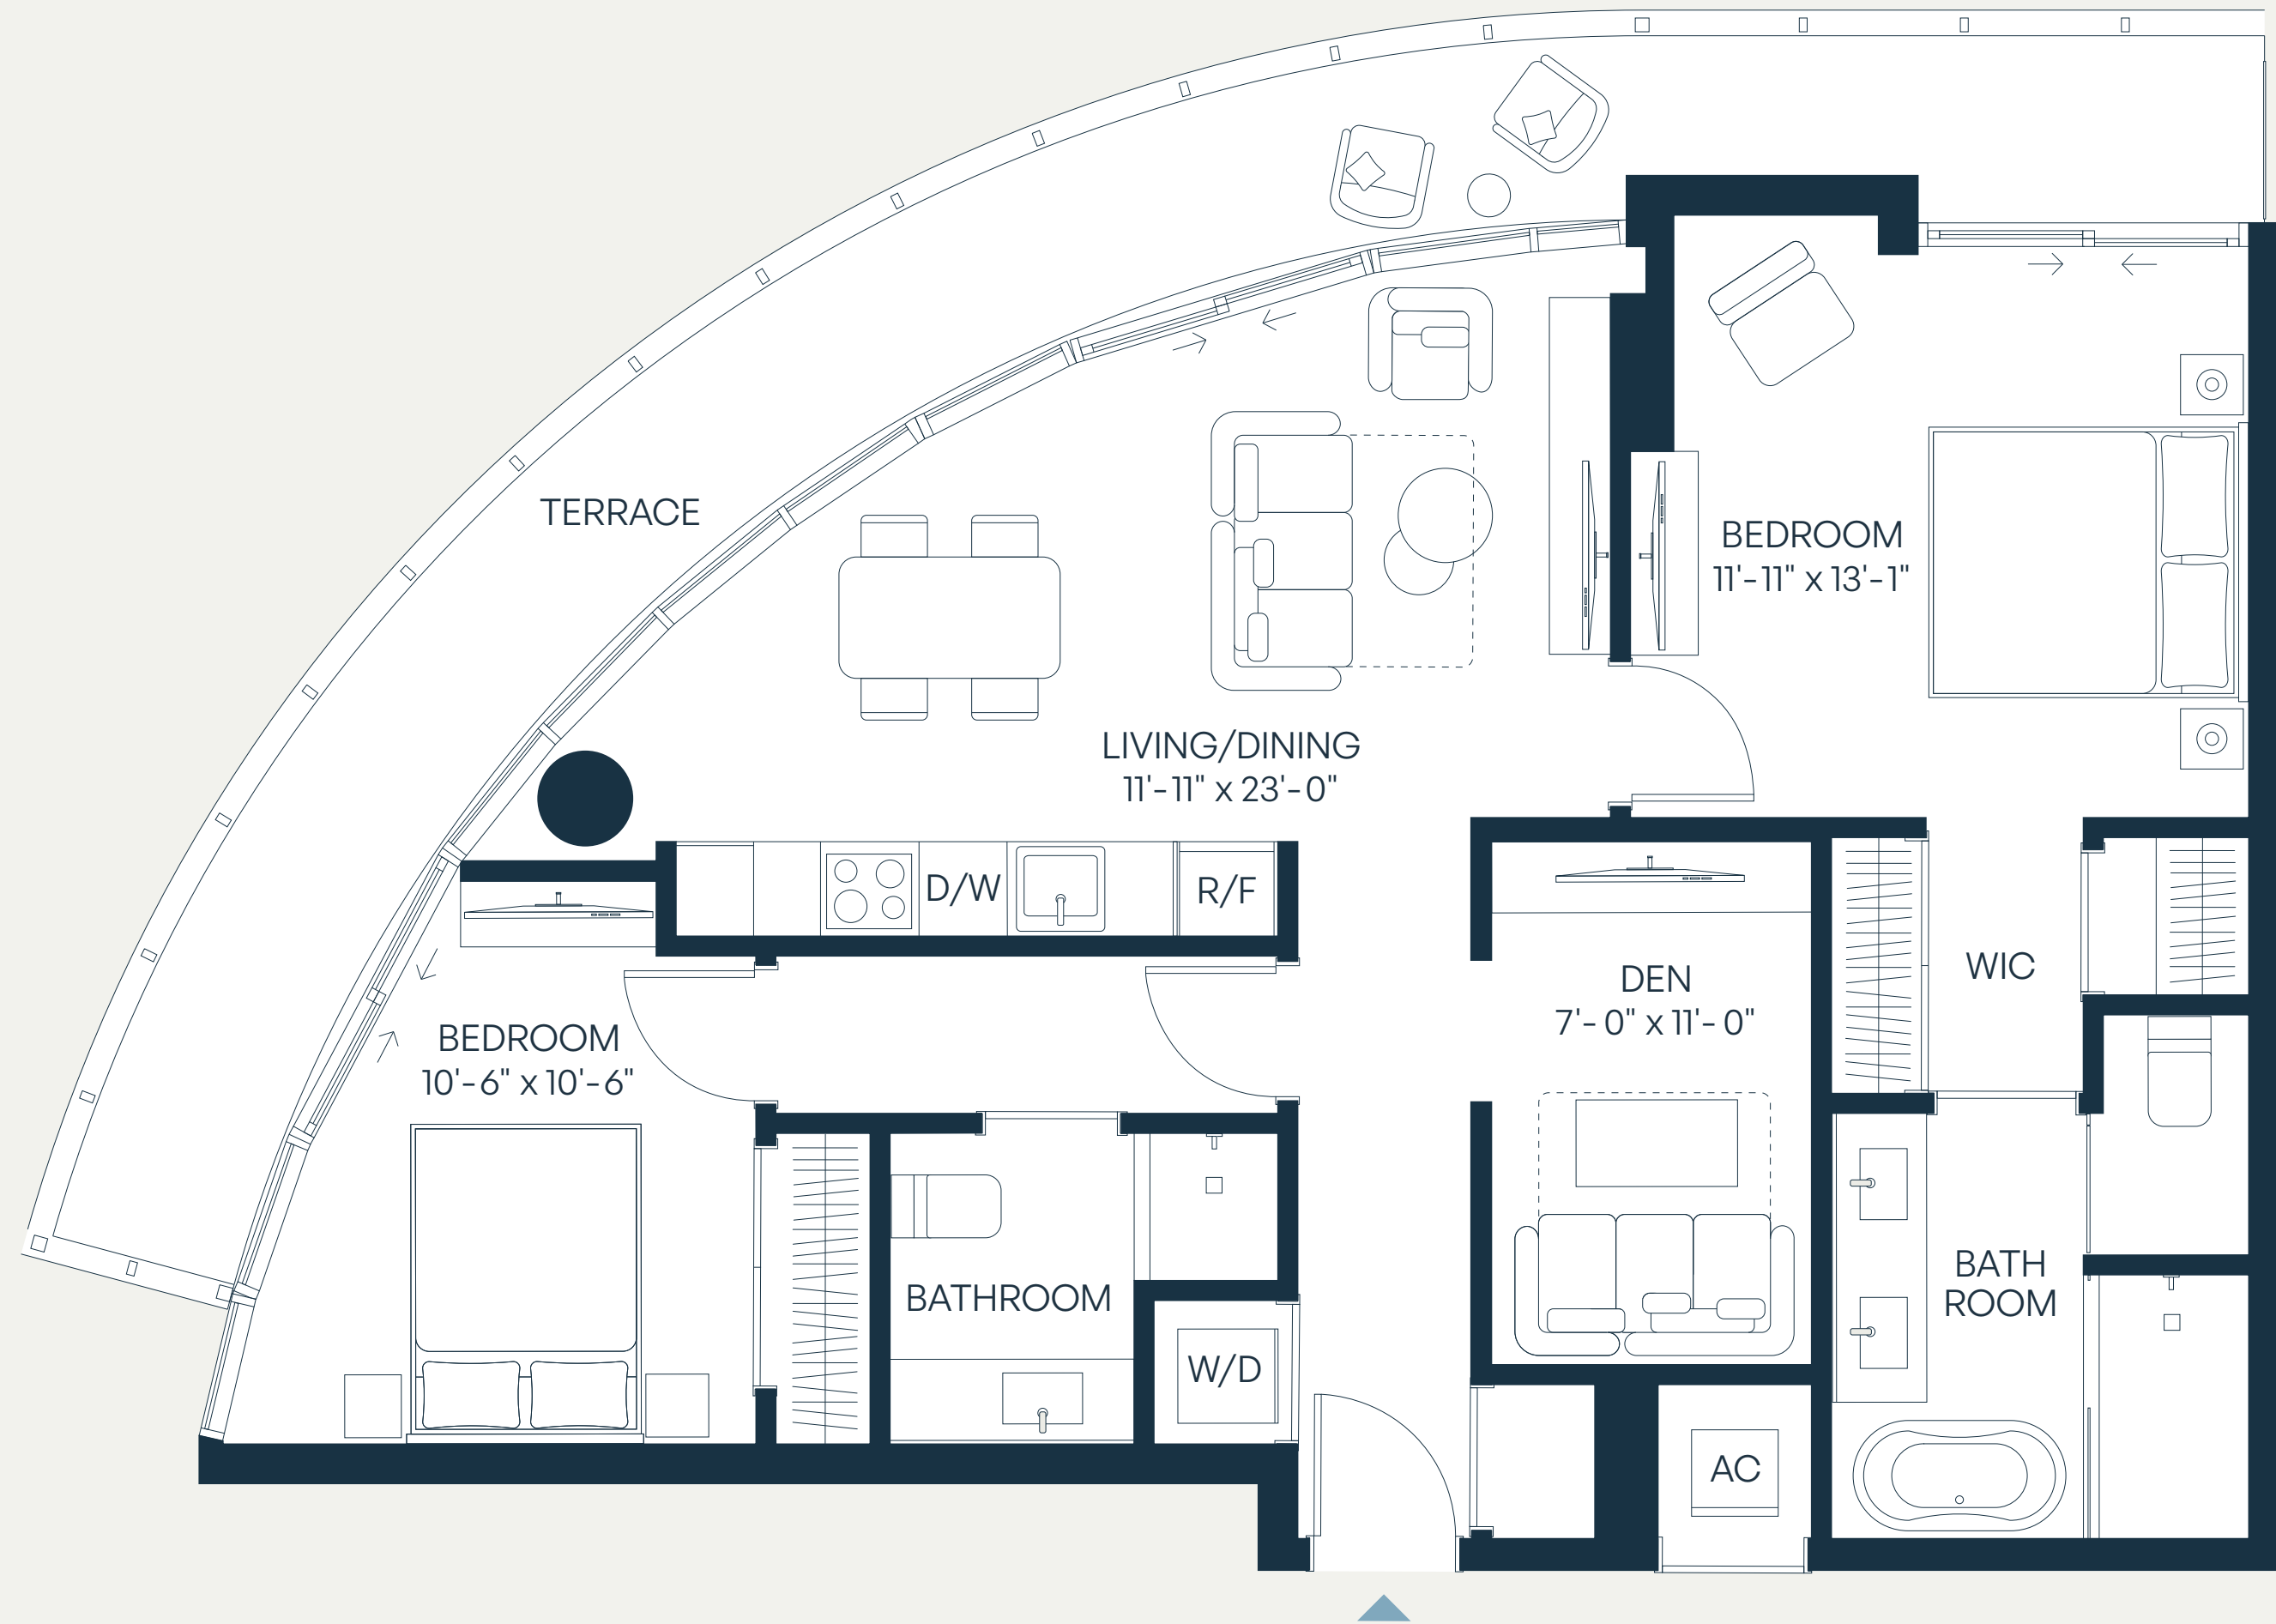 TERRACE
BEDROOM
11'-11" x 13'-1"
LIVING/DINING
11'-11" x 23'-0"
D/W
R/F
WIC
DEN
7'-0" x 11'-0"
BEDROOM
10'-6" x 10'-6"
BATH
ROOM
BATHROOM
W/D
AC